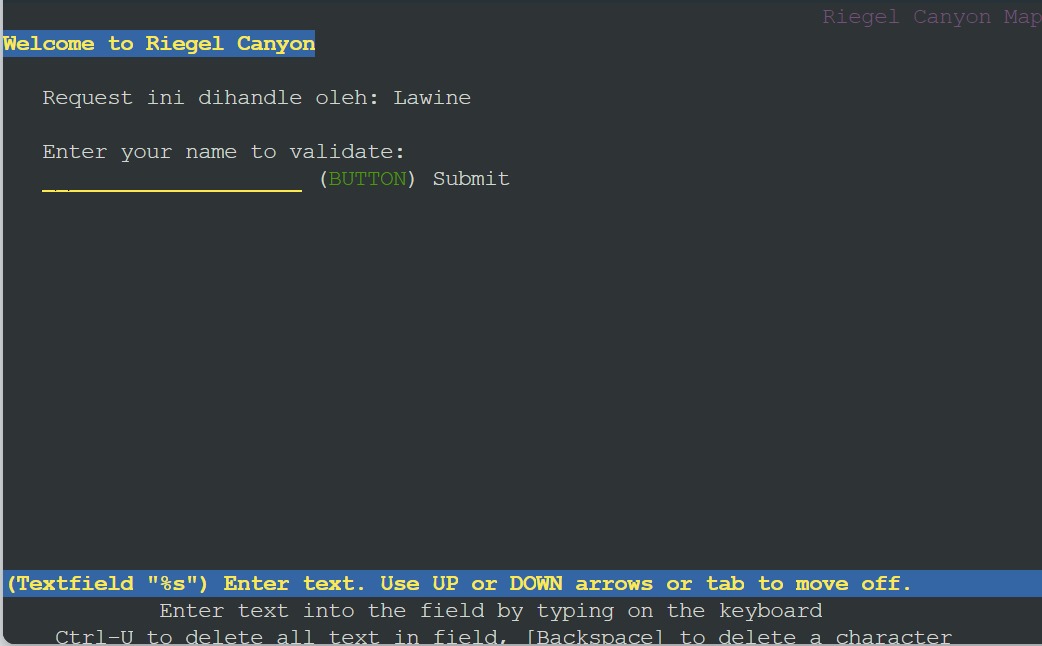 Riegel Canyon Map
Welcome to Riegel Canyon
Request ini dihandle oleh: Lawine
Enter your name to validate:
____________________ (BUTTON) Submit
(Textfield "%s") Enter text. Use UP or DOWN arrows or tab to move off.
Enter text into the field by typing on the keyboard
Ctrl-U to delete all text in field, [Backspace] to delete a character